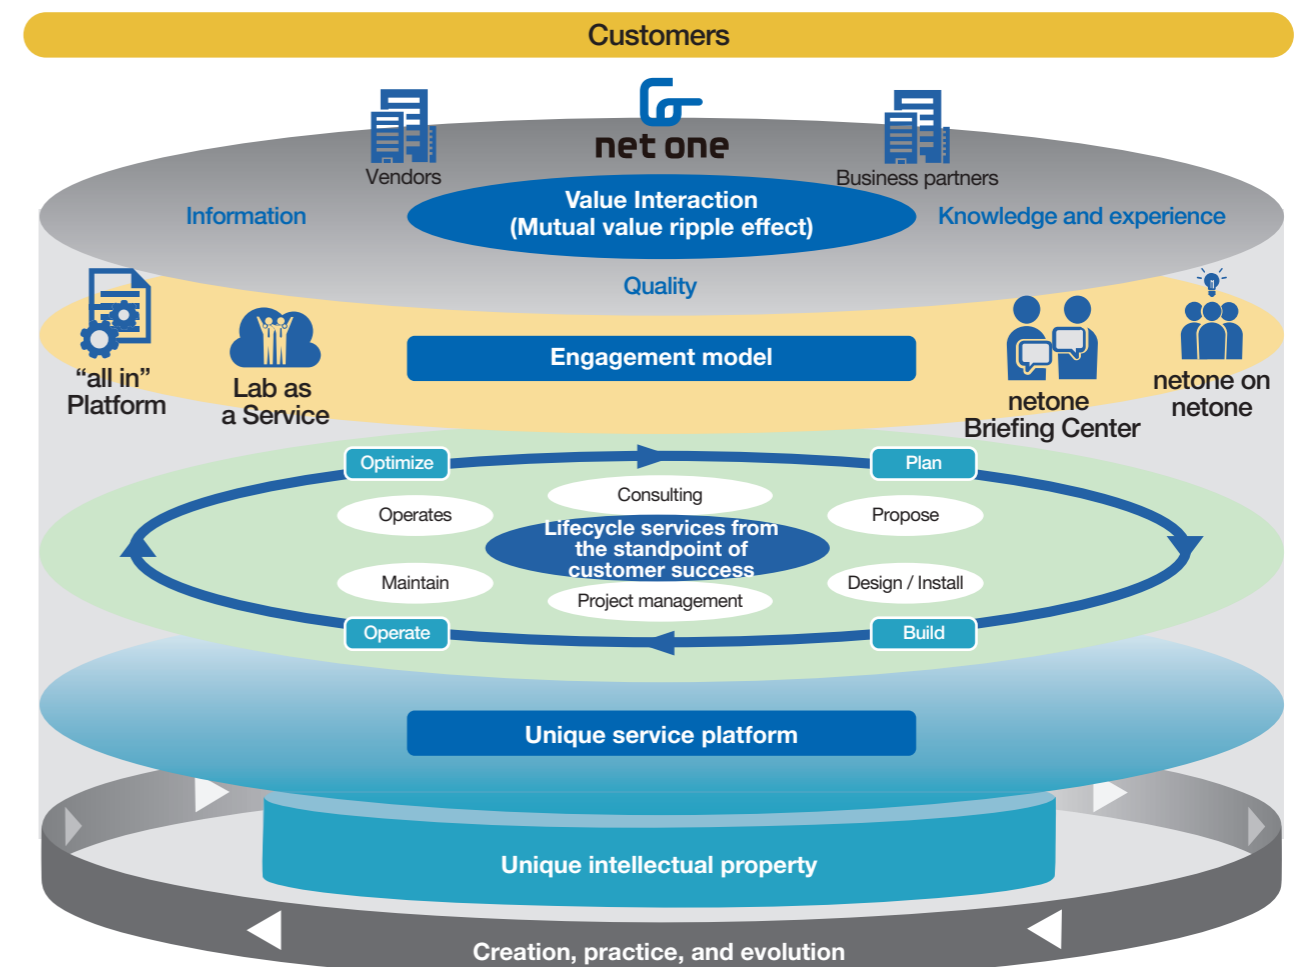 Customers
net one
Vendors
Business partners
Value Interaction
(Mutual value ripple effect)
Information
Knowledge and experience
Quality
Engagement model
“all in”
Platform
Lab as
a Service
netone
Briefing Center
netone on
netone
Optimize
Plan
Consulting
Operates
Propose
Lifecycle services from
the standpoint of
customer success
Maintain
Design / Install
Project management
Operate
Build
Unique service platform
Unique intellectual property
Creation, practice, and evolution